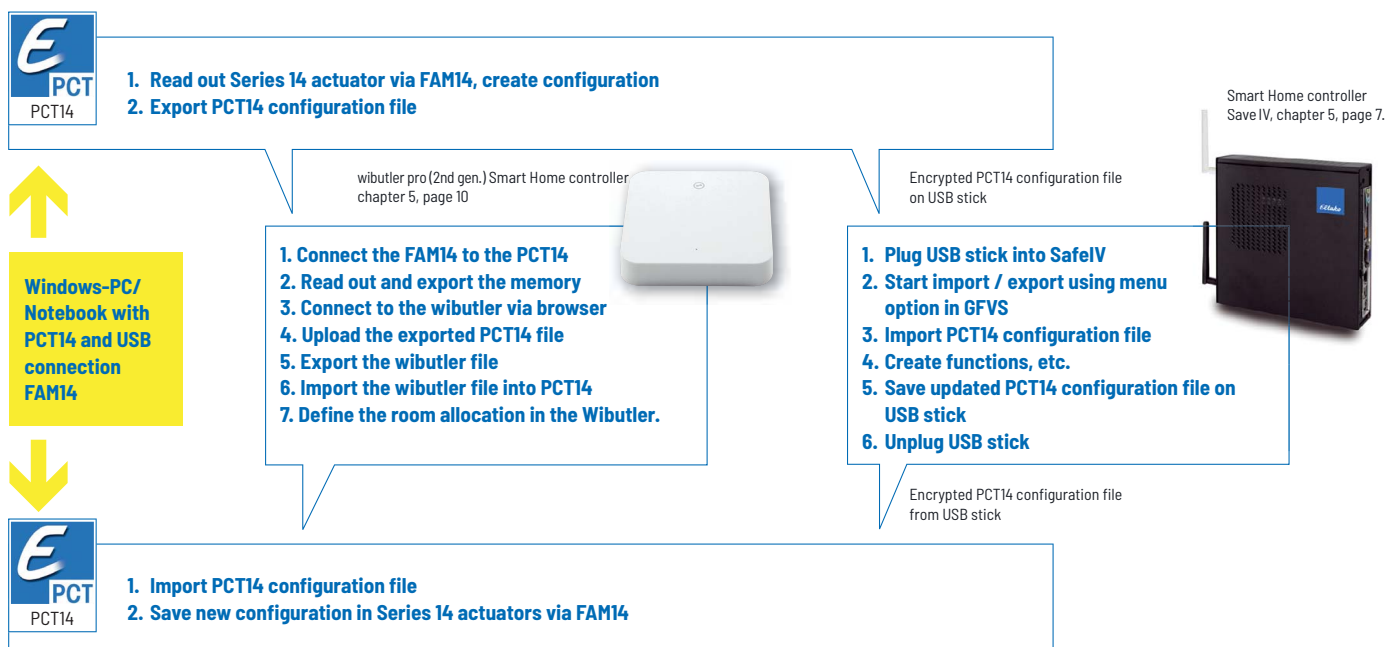 E
PCT
PCT14
1. Read out Series 14 actuator via FAM14, create configuration
2. Export PCT14 configuration file
Smart Home controller
Save IV, chapter 5, page 7.
wibutler pro (2nd gen.) Smart Home controller
chapter 5, page 10
Encrypted PCT14 configuration file
on USB stick
Eltako
Windows-PC/
Notebook with
PCT14 and USB
connection
FAM14
1. Connect the FAM14 to the PCT14
2. Read out and export the memory
3. Connect to the wibutler via browser
4. Upload the exported PCT14 file
5. Export the wibutler file
6. Import the wibutler file into PCT14
7. Define the room allocation in the Wibutler.
1. Plug USB stick into SafeIV
2. Start import / export using menu
option in GFVS
3. Import PCT14 configuration file
4. Create functions, etc.
5. Save updated PCT14 configuration file on
USB stick
6. Unplug USB stick
Encrypted PCT14 configuration file
from USB stick
E
PCT
PCT14
1. Import PCT14 configuration file
2. Save new configuration in Series 14 actuators via FAM14